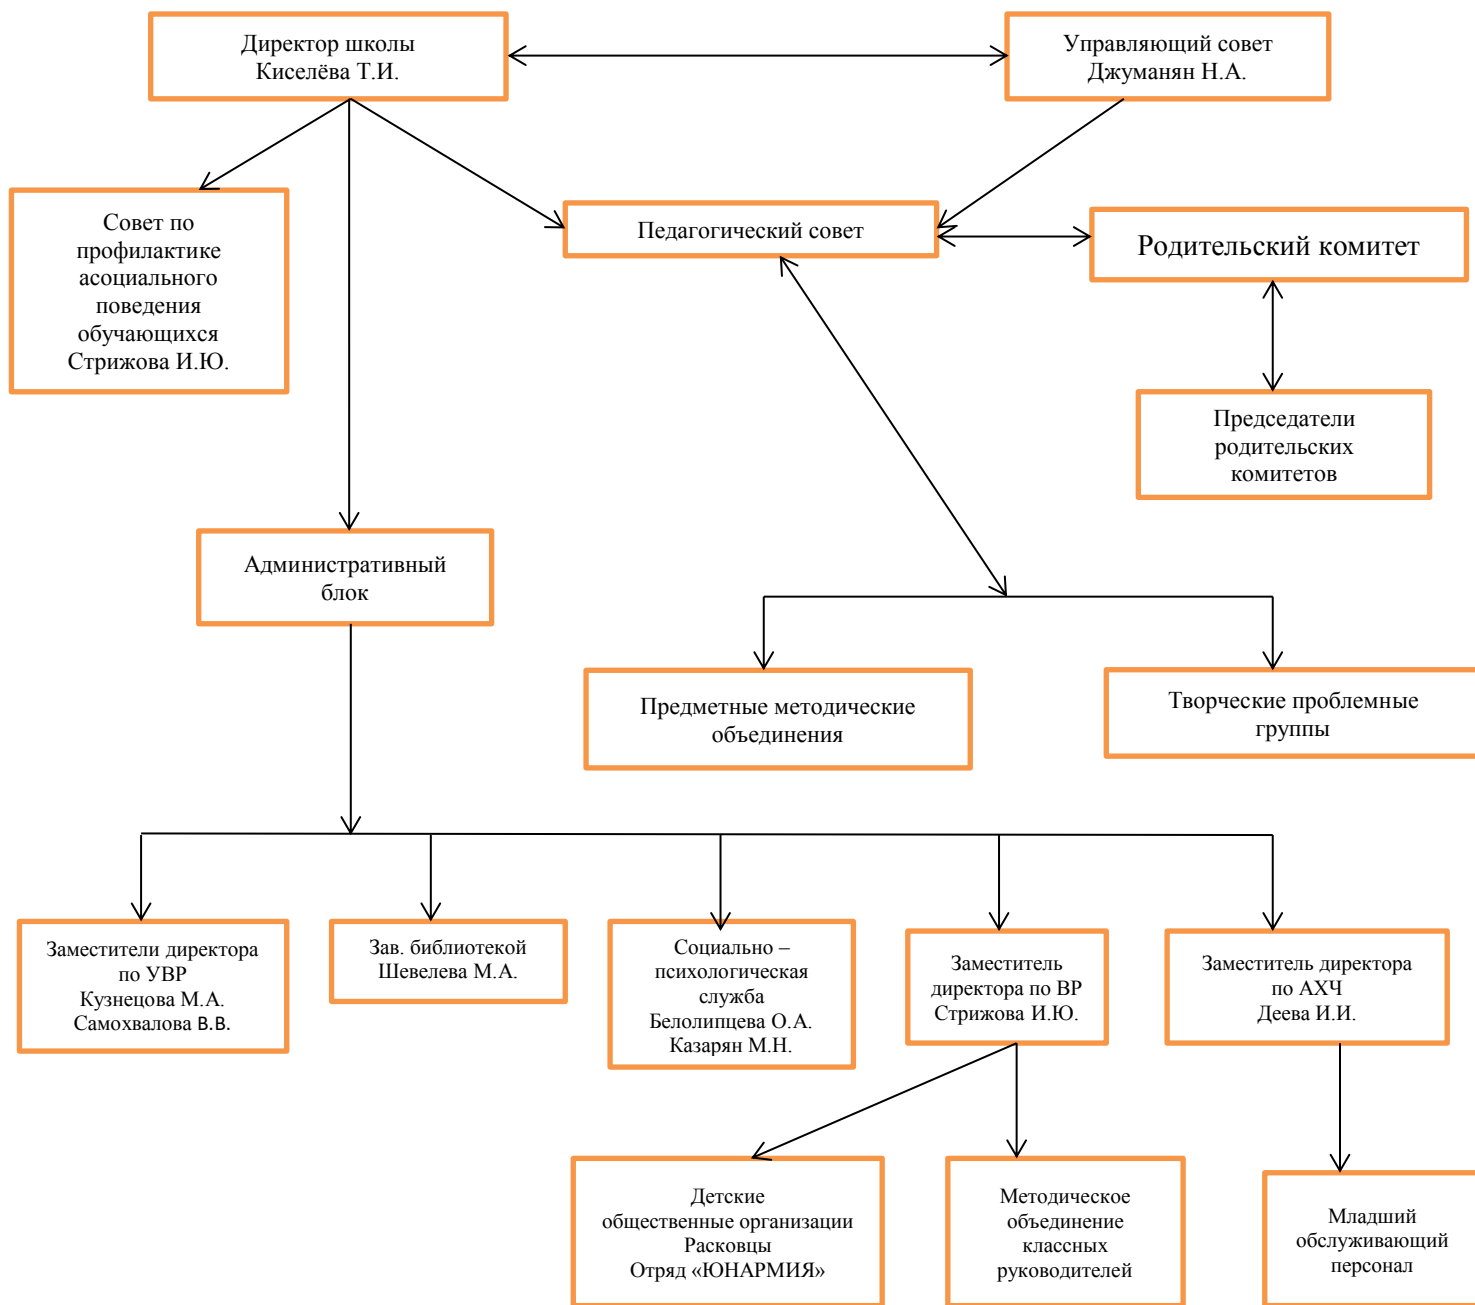 Директор школы
Киселёва Т.И.
Управляющий совет
Джуманян Н.А.
Совет по
профилактике
асоциального
поведения
обучающихся
Стрижова И.Ю.
Педагогический совет
Родительский комитет
Председатели
родительских
комитетов
Административный
блок
Предметные методические
объединения
Творческие проблемные
группы
Заместители директора
по УВР
Кузнецова М.А.
Самохвалова В.В.
Зав. библиотекой
Шевелева М.А.
Социально –
психологическая
служба
Белолипцева О.А.
Казарян М.Н.
Заместитель
директора по ВР
Стрижова И.Ю.
Заместитель директора
по АХЧ
Деева И.И.
Детские
общественные организации
Расковцы
Отряд «ЮНАРМИЯ»
Методическое
объединение
классных
руководителей
Младший
обслуживающий
персонал